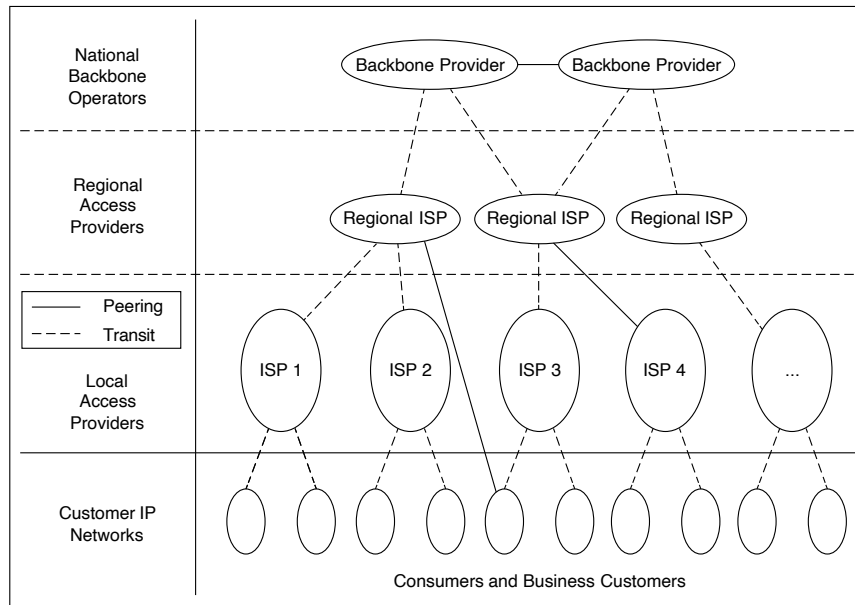 National
Backbone
Operators
Backbone Provider
Backbone Provider
Regional
Access
Providers
Regional ISP
Regional ISP
Regional ISP
Peering
Transit
Local
Access
Providers
ISP 1
ISP 2
ISP 3
ISP 4
...
Customer IP
Networks
Consumers and Business Customers